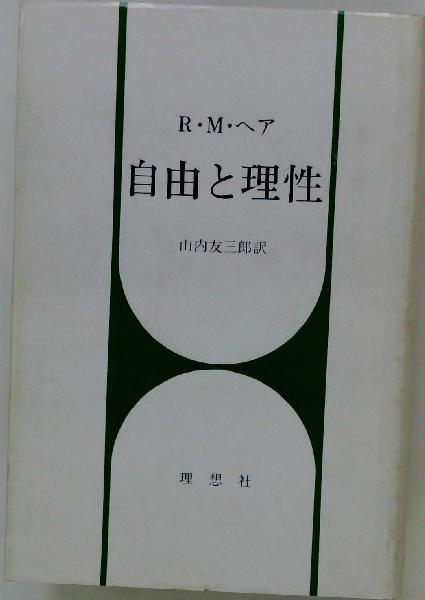 R・M・ヘア
自由と理性
山内友三郎訳
理想社